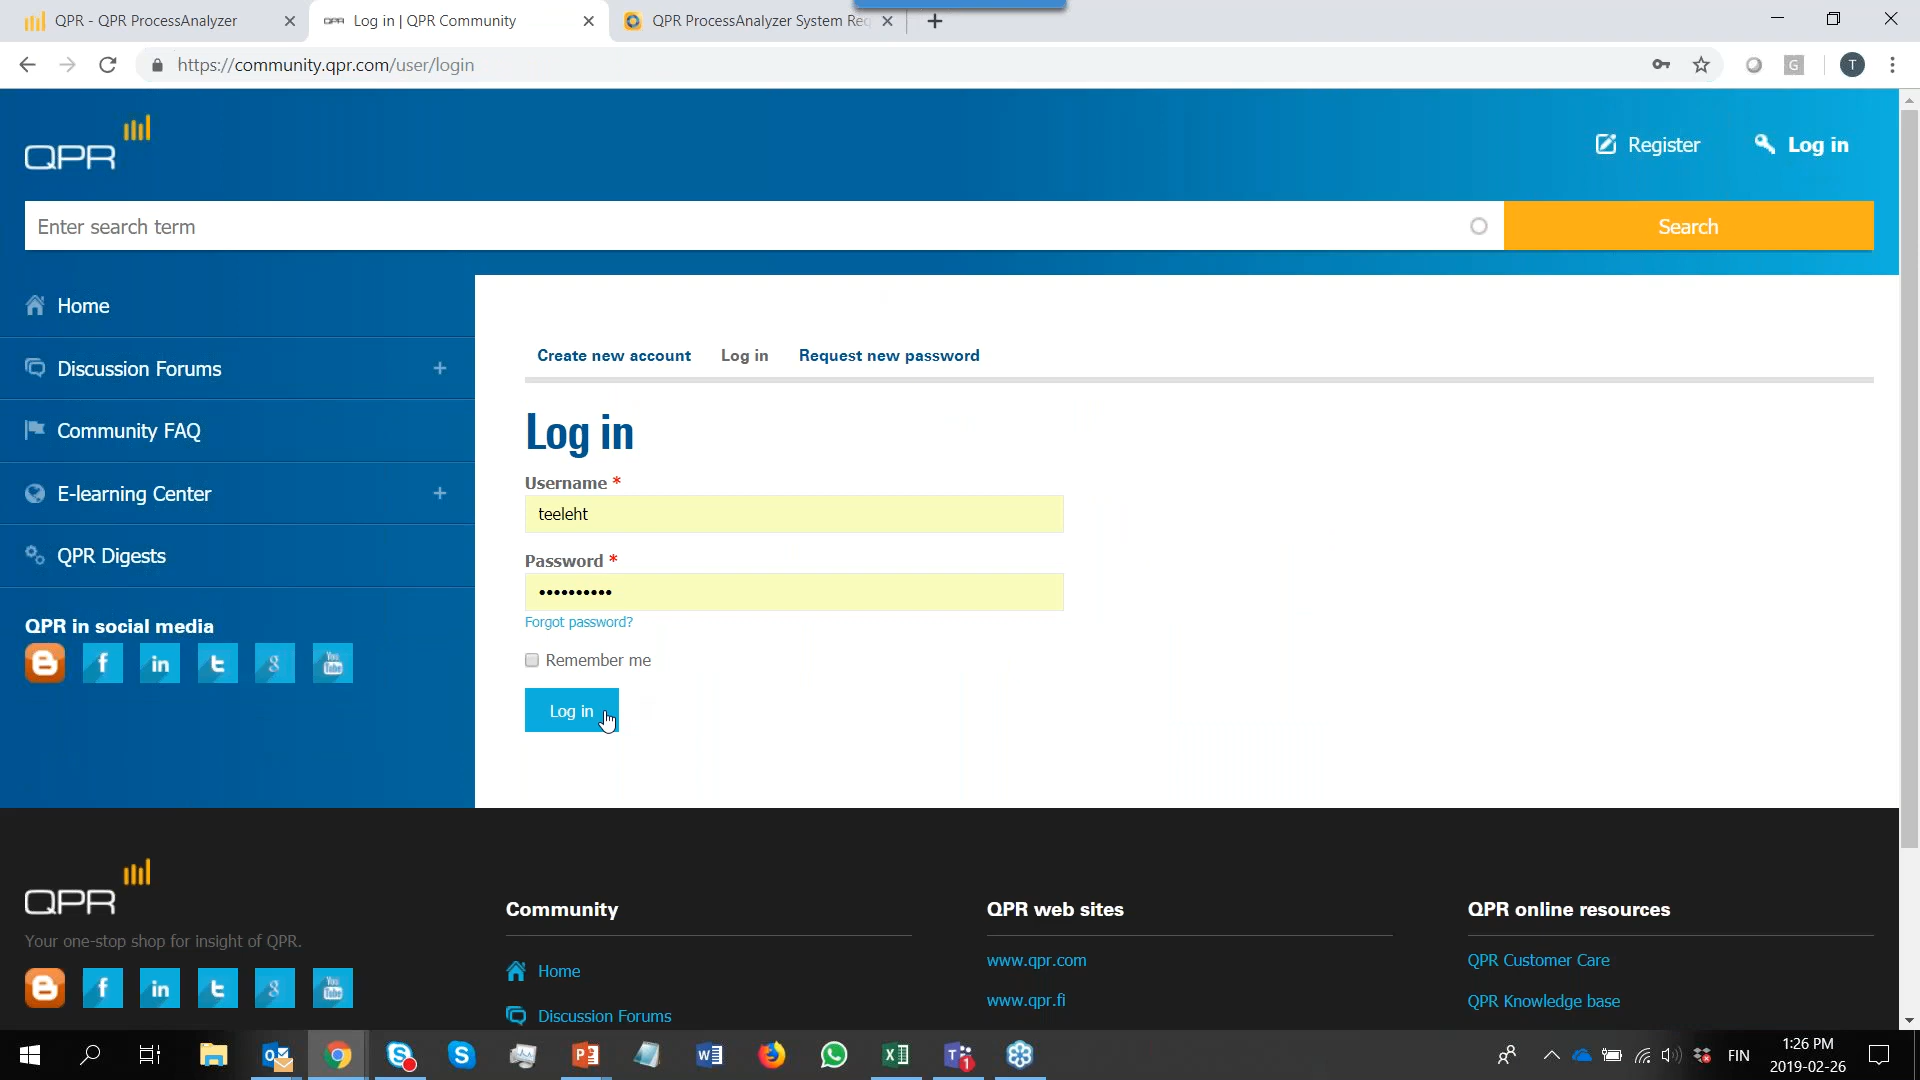 QPR - QPR ProcessAnalyzer
Log in | QPR Community
QPR ProcessAnalyzer System Req
https://community.qpr.com/user/login
G
T
QPR
Register
Log in
Enter search term
Search
Home
Discussion Forums
Community FAQ
E-learning Center
QPR Digests
QPR in social media
Create new account
Log in
Request new password
Log in
Username *
teeleht
Password *
••••••••••
Forgot password?
Remember me
Log in
QPR
Your one-stop shop for insight of QPR.
Community
Home
Discussion Forums
QPR web sites
www.qpr.com
www.qpr.fi
QPR online resources
QPR Customer Care
QPR Knowledge base
FIN
1:26 PM
2019-02-26